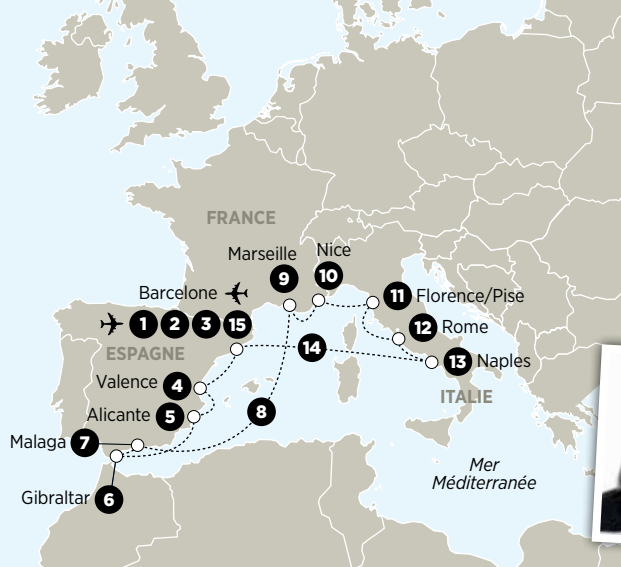 FRANCE
Marseille
Nice
9
10
Barcelone
11 Florence/Pise
1 2 3 15
12 Rome
14
ESPAGNE
13 Naples
Valence 4
ITALIE
Alicante 5
8
Malaga 7
Mer
Méditerranée
Gibraltar 6